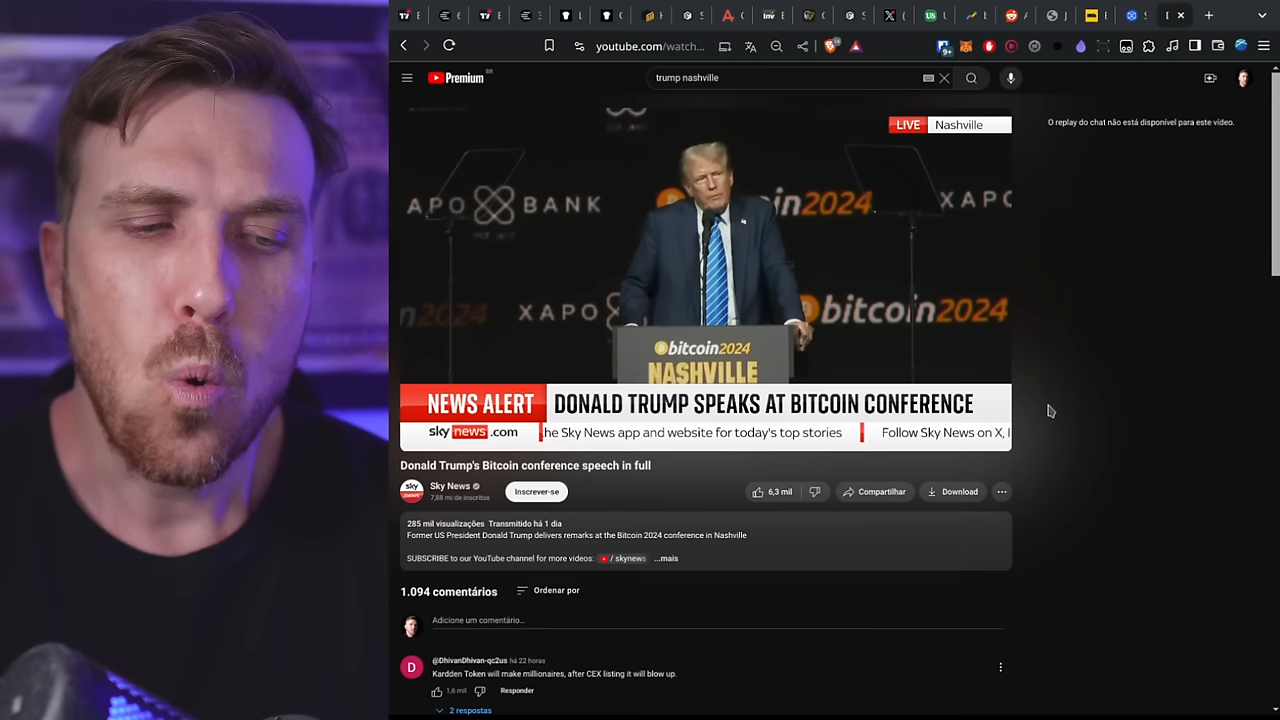 youtube.com/watch...
Premium BR
trump nashville
LIVE Nashville
O replay do chat não está disponível para este vídeo.
APO BANK
in2024
XAPO
2024
XAPO
bitcoin2024
bitcoin2024
NASHVILLE
NEWS ALERT DONALD TRUMP SPEAKS AT BITCOIN CONFERENCE
sky news.com
he Sky News app and website for today's top stories
Follow Sky News on X, I
Donald Trump's Bitcoin conference speech in full
sky news
Sky News
7,88 mi de inscritos
Inscrever-se
6,3 mil
Compartilhar
Download
285 mil visualizações Transmitido há 1 dia
Former US President Donald Trump delivers remarks at the Bitcoin 2024 conference in Nashville
SUBSCRIBE to our YouTube channel for more videos: / skynews ...mais
1.094 comentários
Ordenar por
Adicione um comentário...
D
@DhivanDhivan-qc2us há 22 horas
Kardden Token will make millionaires, after CEX listing it will blow up.
1,6 mil
Responder
2 respostas